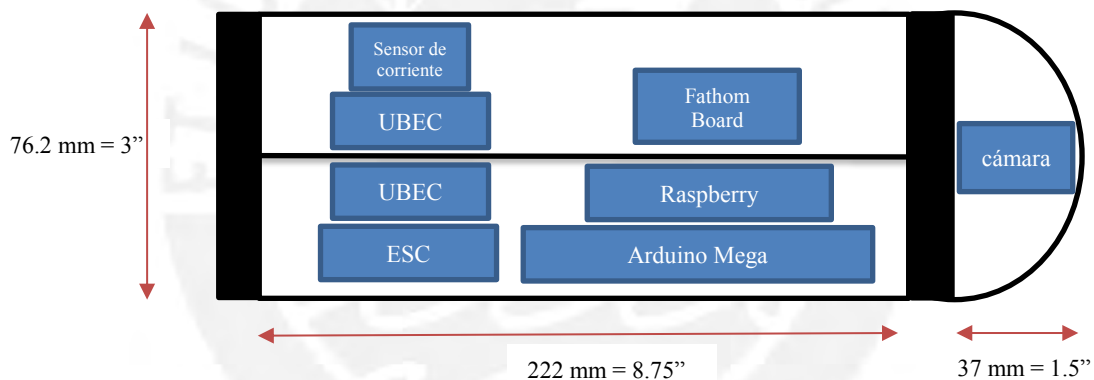 Sensor de
corriente
UBEC
Fathom
Board
76.2 mm = 3”
cámara
UBEC
Raspberry
ESC
Arduino Mega
222 mm = 8.75”
37 mm = 1.5”